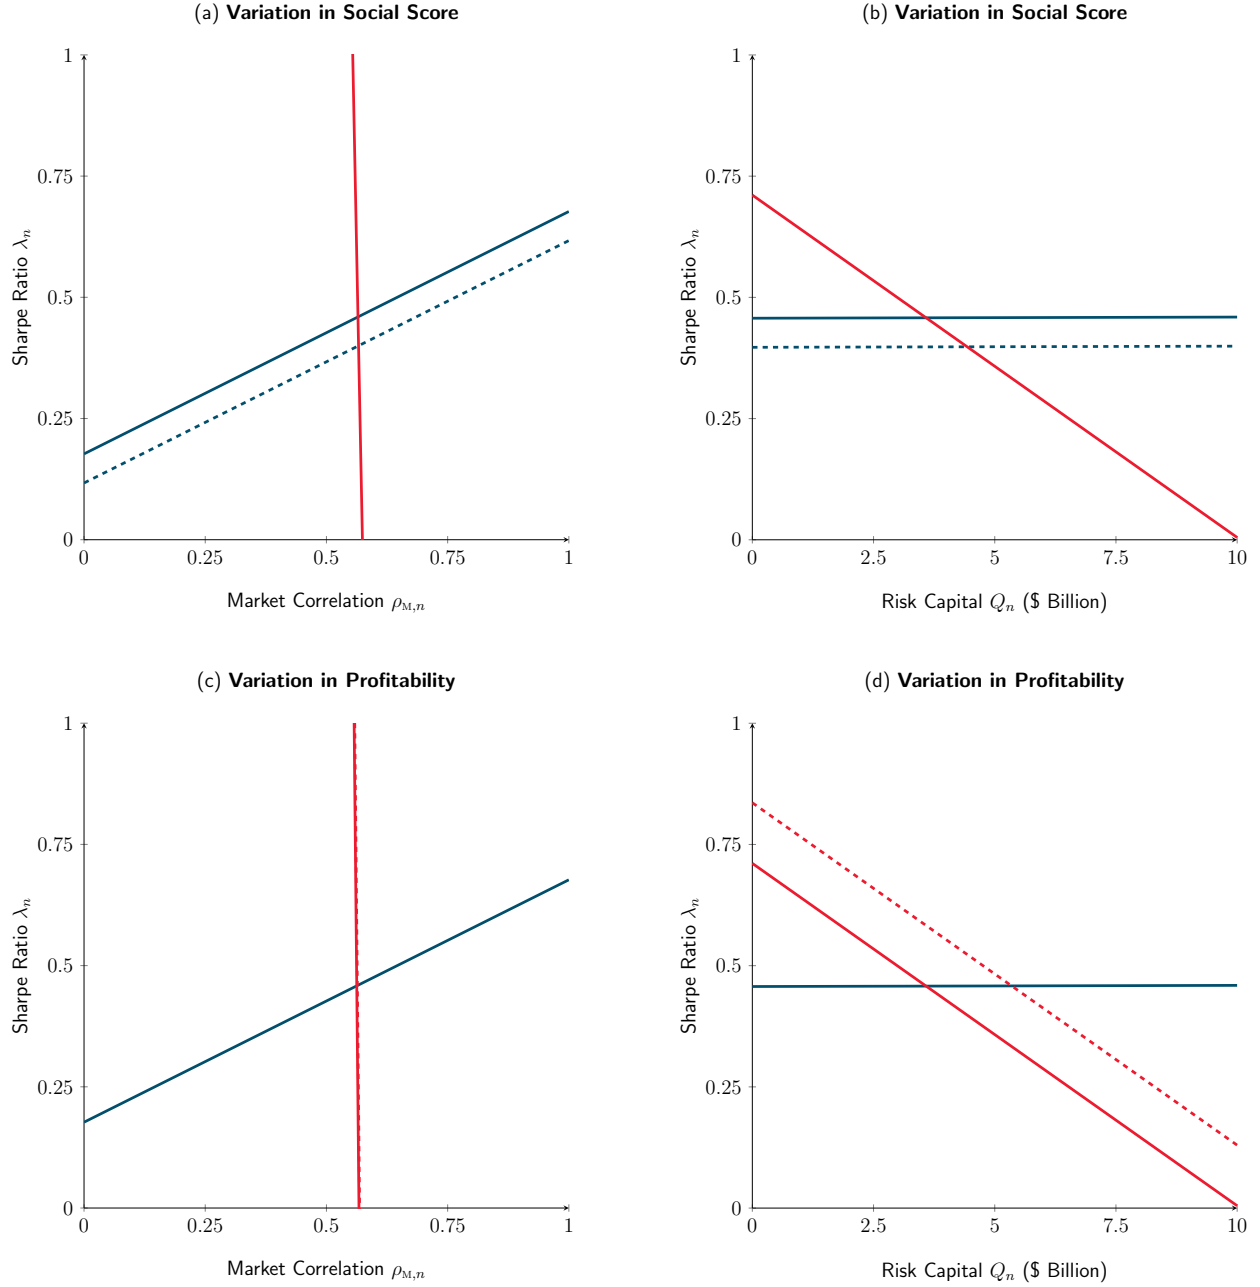 (a) Variation in Social Score
1
0.75
0.5
0.25
0
Sharpe Ratio λn
0 0.25 0.5 0.75 1
Market Correlation ρM,n
(b) Variation in Social Score
1
0.75
0.5
0.25
0
Sharpe Ratio λn
0 2.5 5 7.5 10
Risk Capital Qn ($ Billion)
(c) Variation in Profitability
1
0.75
0.5
0.25
0
Sharpe Ratio λn
0 0.25 0.5 0.75 1
Market Correlation ρM,n
(d) Variation in Profitability
1
0.75
0.5
0.25
0
Sharpe Ratio λn
0 2.5 5 7.5 10
Risk Capital Qn ($ Billion)